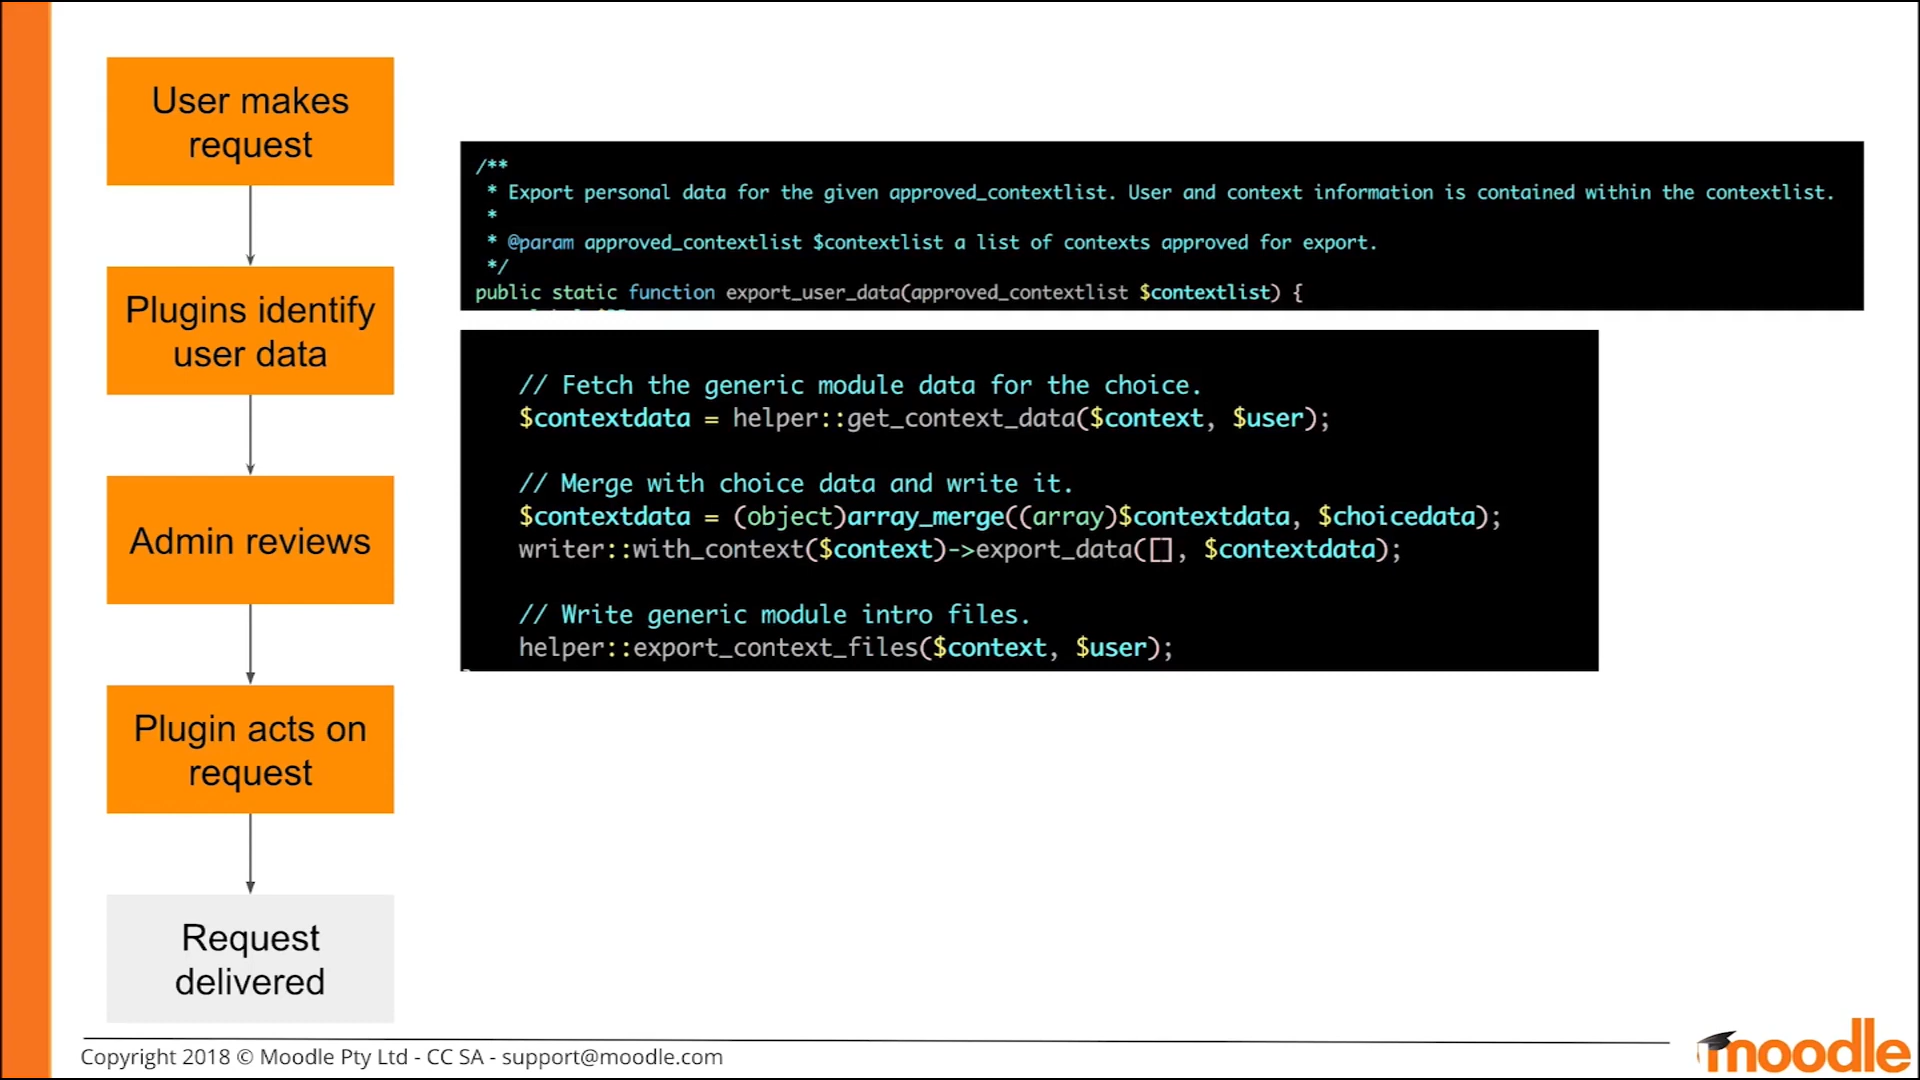 User makes
request
Plugins identify
user data
Admin reviews
Plugin acts on
request
Request
delivered
/**
* Export personal data for the given approved_contextlist. User and context information is contained within the contextlist.
*
* @param approved_contextlist $contextlist a list of contexts approved for export.
*/
public static function export_user_data(approved_contextlist $contextlist) {
// Fetch the generic module data for the choice.
$contextdata = helper::get_context_data($context, $user);
// Merge with choice data and write it.
$contextdata = (object)array_merge((array)$contextdata, $choicedata);
writer::with_context($context)->export_data([], $contextdata);
// Write generic module intro files.
helper::export_context_files($context, $user);
Copyright 2018 © Moodle Pty Ltd - CC SA - support@moodle.com
moodle